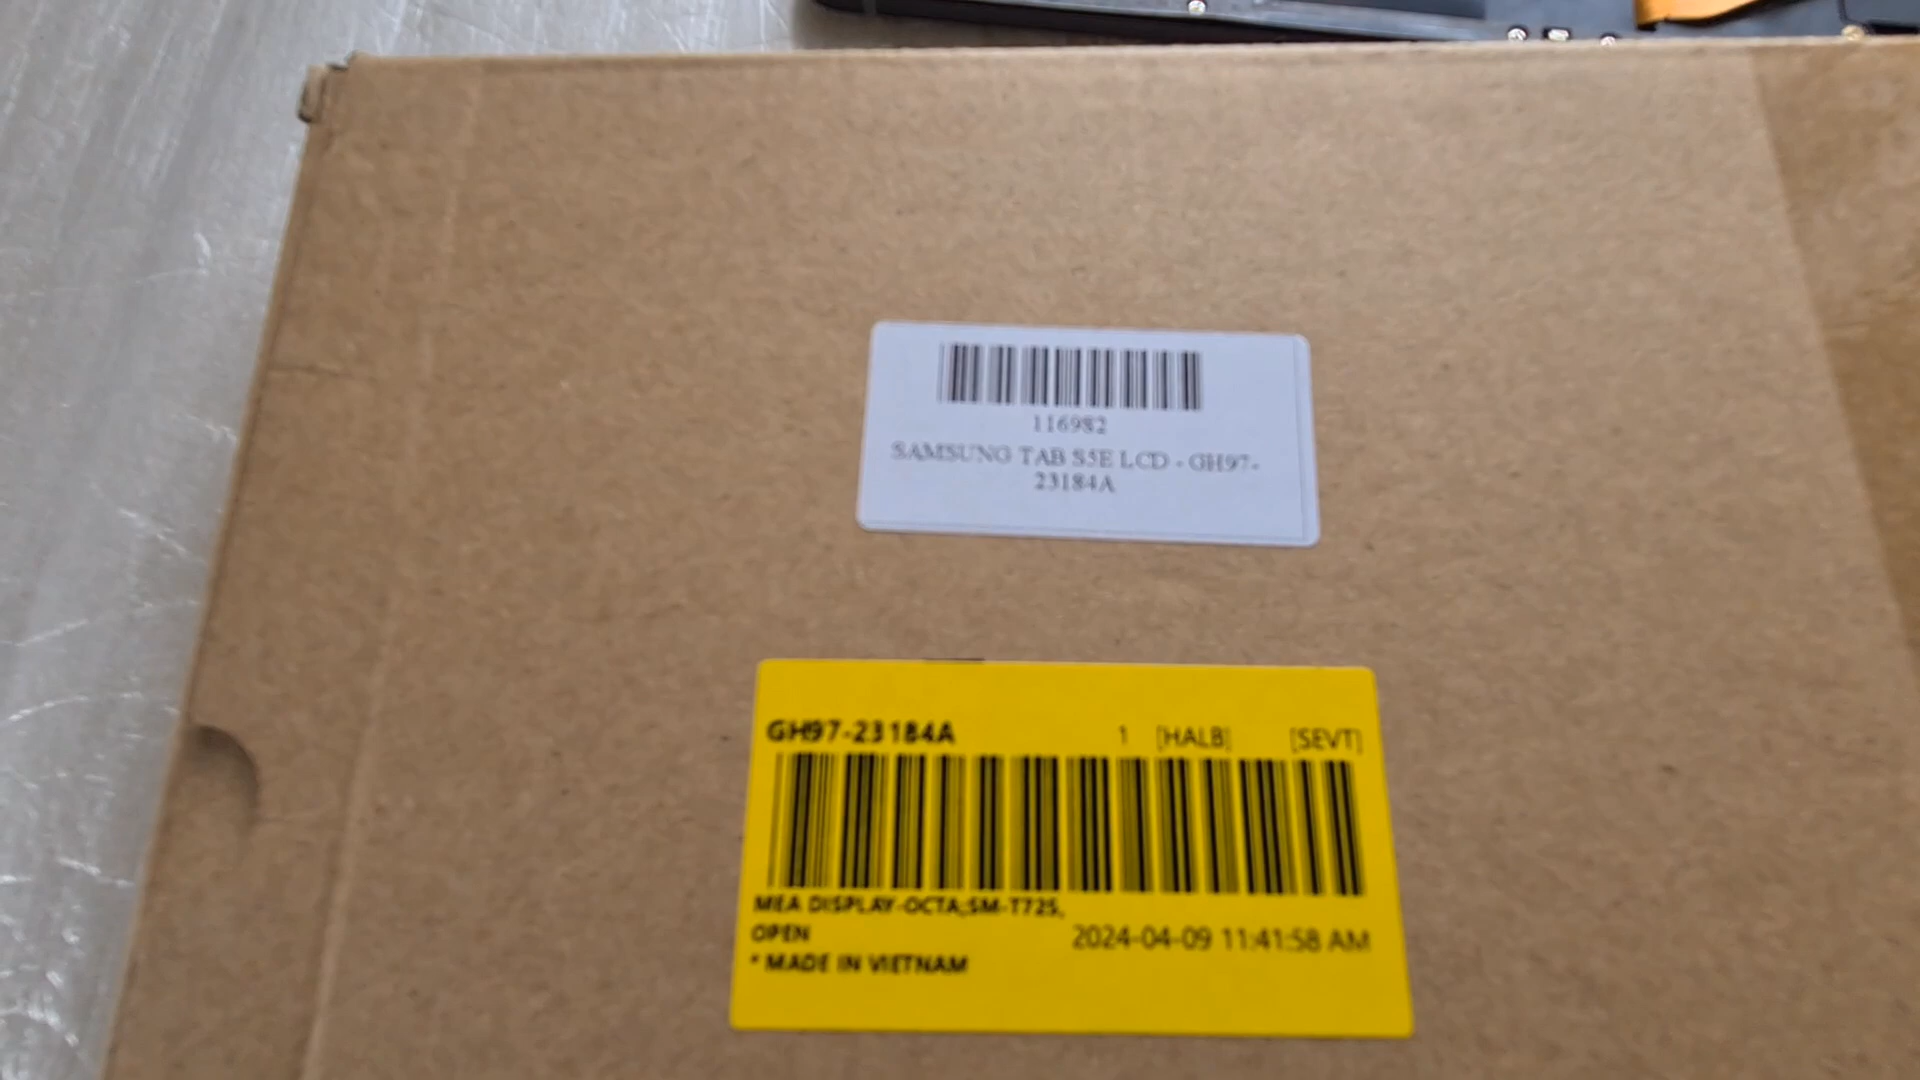 116982
SAMSUNG TAB S5E LCD - GH97-
23184A
GH97-23184A 1 [HALB] [SEVT]
MEA DISPLAY-OCTA;SM-T725,
OPEN 2024-04-09 11:41:58 AM
* MADE IN VIETNAM